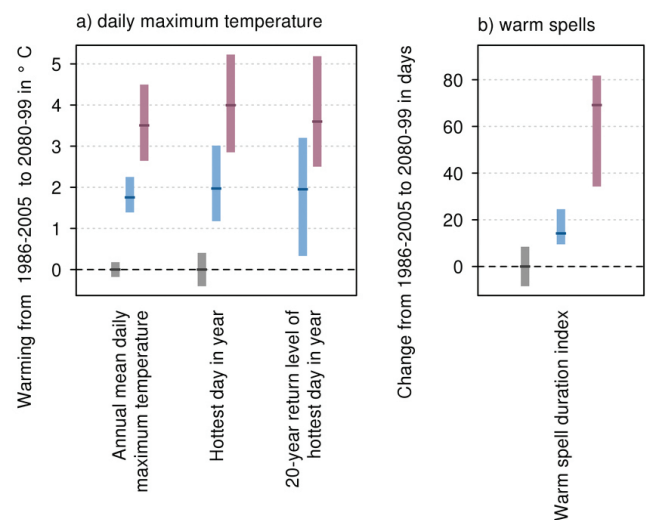 a) daily maximum temperature
Warming from 1986-2005 to 2080-99 in ° C
5
4
3
2
1
0
Annual mean daily
maximum temperature
Hottest day in year
20-year return level of
hottest day in year
b) warm spells
Change from 1986-2005 to 2080-99 in days
80
60
40
20
0
Warm spell duration index